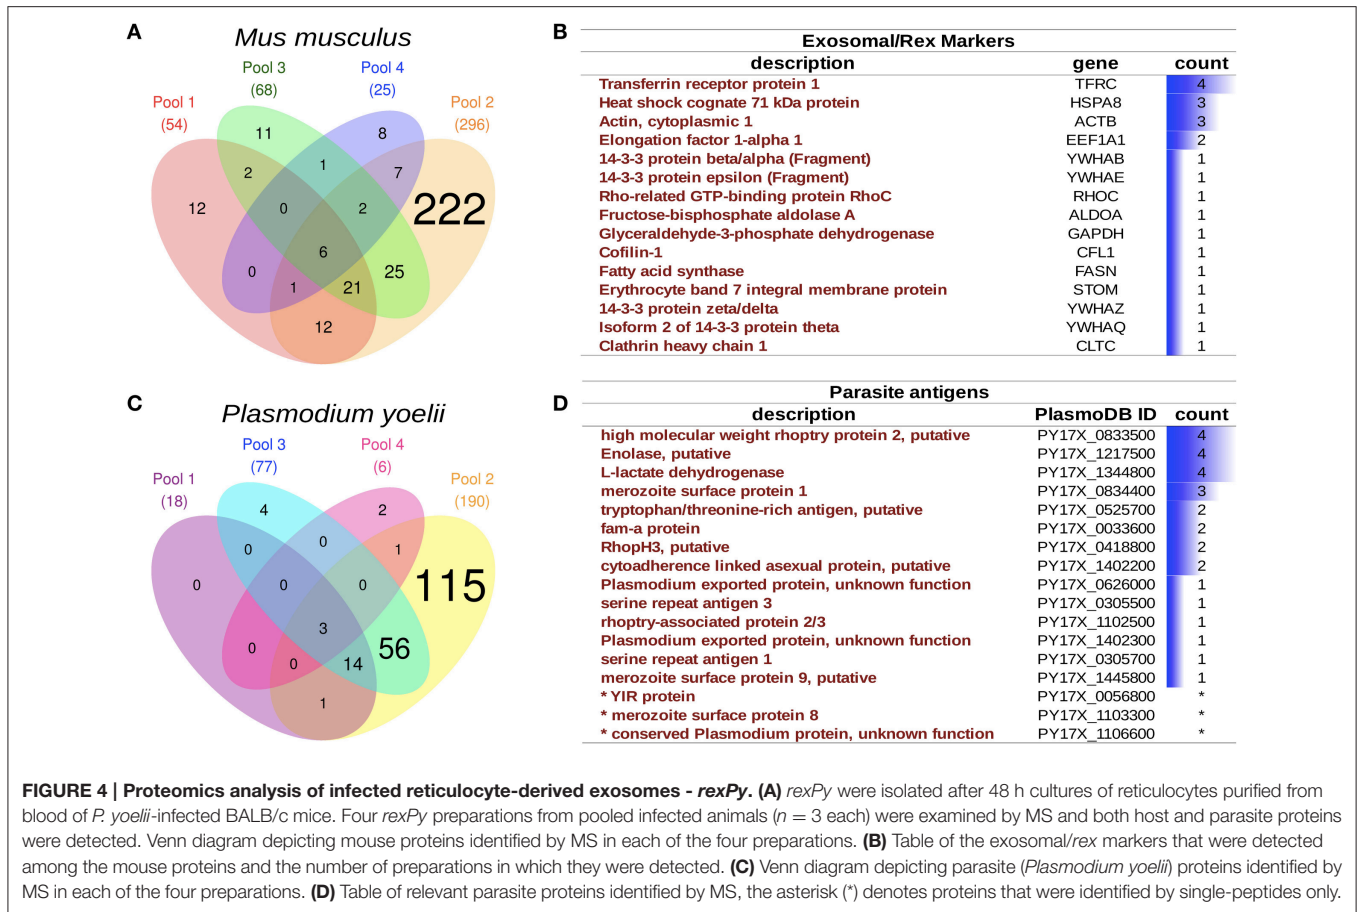 A
Mus musculus
Pool 3
(68)
Pool 4
(25)
Pool 1
(54)
Pool 2
(296)
11
8
2
1
7
12
0
2
222
6
0
1
21
25
12
B
Exosomal/Rex Markers
description gene count
Transferrin receptor protein 1 TFRC 4
Heat shock cognate 71 kDa protein HSPA8 3
Actin, cytoplasmic 1 ACTB 3
Elongation factor 1-alpha 1 EEF1A1 2
14-3-3 protein beta/alpha (Fragment) YWHAB 1
14-3-3 protein epsilon (Fragment) YWHAE 1
Rho-related GTP-binding protein RhoC RHOC 1
Fructose-bisphosphate aldolase A ALDOA 1
Glyceraldehyde-3-phosphate dehydrogenase GAPDH 1
Cofilin-1 CFL1 1
Fatty acid synthase FASN 1
Erythrocyte band 7 integral membrane protein STOM 1
14-3-3 protein zeta/delta YWHAZ 1
Isoform 2 of 14-3-3 protein theta YWHAQ 1
Clathrin heavy chain 1 CLTC 1
C
Plasmodium yoelii
Pool 3
(77)
Pool 4
(6)
Pool 1
(18)
Pool 2
(190)
4
2
0
0
1
0
0
0
115
3
0
0
14
56
1
D
Parasite antigens
description PlasmoDB ID count
high molecular weight rhoptry protein 2, putative PY17X_0833500 4
Enolase, putative PY17X_1217500 4
L-lactate dehydrogenase PY17X_1344800 4
merozoite surface protein 1 PY17X_0834400 3
tryptophan/threonine-rich antigen, putative PY17X_0525700 2
fam-a protein PY17X_0033600 2
RhopH3, putative PY17X_0418800 2
cytoadherence linked asexual protein, putative PY17X_1402200 2
Plasmodium exported protein, unknown function PY17X_0626000 1
serine repeat antigen 3 PY17X_0305500 1
rhoptry-associated protein 2/3 PY17X_1102500 1
Plasmodium exported protein, unknown function PY17X_1402300 1
serine repeat antigen 1 PY17X_0305700 1
merozoite surface protein 9, putative PY17X_1445800 1
* YIR protein PY17X_0056800 *
* merozoite surface protein 8 PY17X_1103300 *
* conserved Plasmodium protein, unknown function PY17X_1106600 *
FIGURE 4 | Proteomics analysis of infected reticulocyte-derived exosomes - rexPy. (A) rexPy were isolated after 48 h cultures of reticulocytes purified from
blood of P. yoelii-infected BALB/c mice. Four rexPy preparations from pooled infected animals (n = 3 each) were examined by MS and both host and parasite proteins
were detected. Venn diagram depicting mouse proteins identified by MS in each of the four preparations. (B) Table of the exosomal/rex markers that were detected
among the mouse proteins and the number of preparations in which they were detected. (C) Venn diagram depicting parasite (Plasmodium yoelii) proteins identified by
MS in each of the four preparations. (D) Table of relevant parasite proteins identified by MS, the asterisk (*) denotes proteins that were identified by single-peptides only.